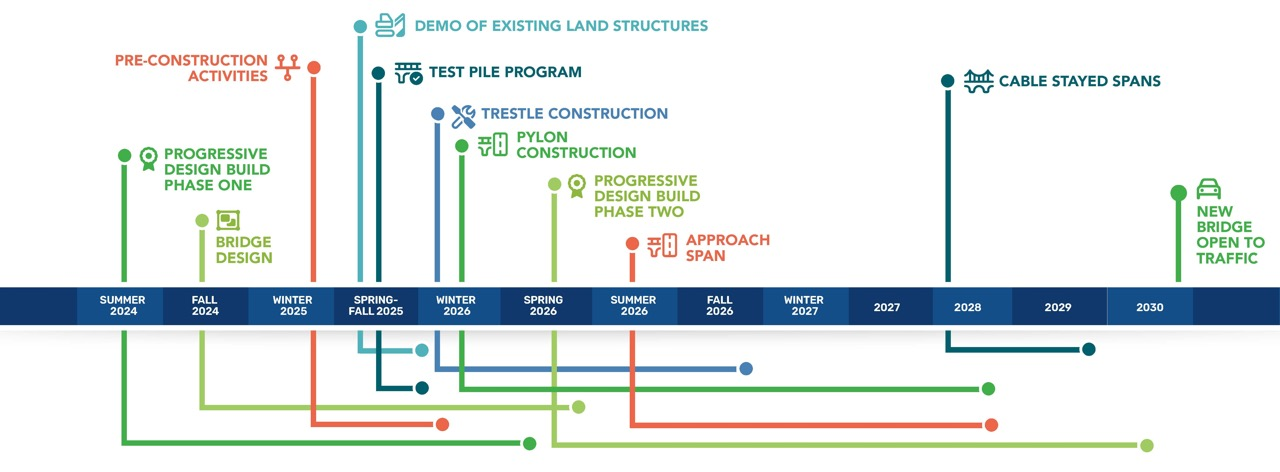 DEMO OF EXISTING LAND STRUCTURES
PRE-CONSTRUCTION
ACTIVITIES
TEST PILE PROGRAM
CABLE STAYED SPANS
TRESTLE CONSTRUCTION
PYLON
CONSTRUCTION
PROGRESSIVE
DESIGN BUILD
PHASE ONE
PROGRESSIVE
DESIGN BUILD
PHASE TWO
BRIDGE
DESIGN
APPROACH
SPAN
NEW
BRIDGE
OPEN TO
TRAFFIC
SUMMER
2024
FALL
2024
WINTER
2025
SPRING-
FALL 2025
WINTER
2026
SPRING
2026
SUMMER
2026
FALL
2026
WINTER
2027
2027
2028
2029
2030